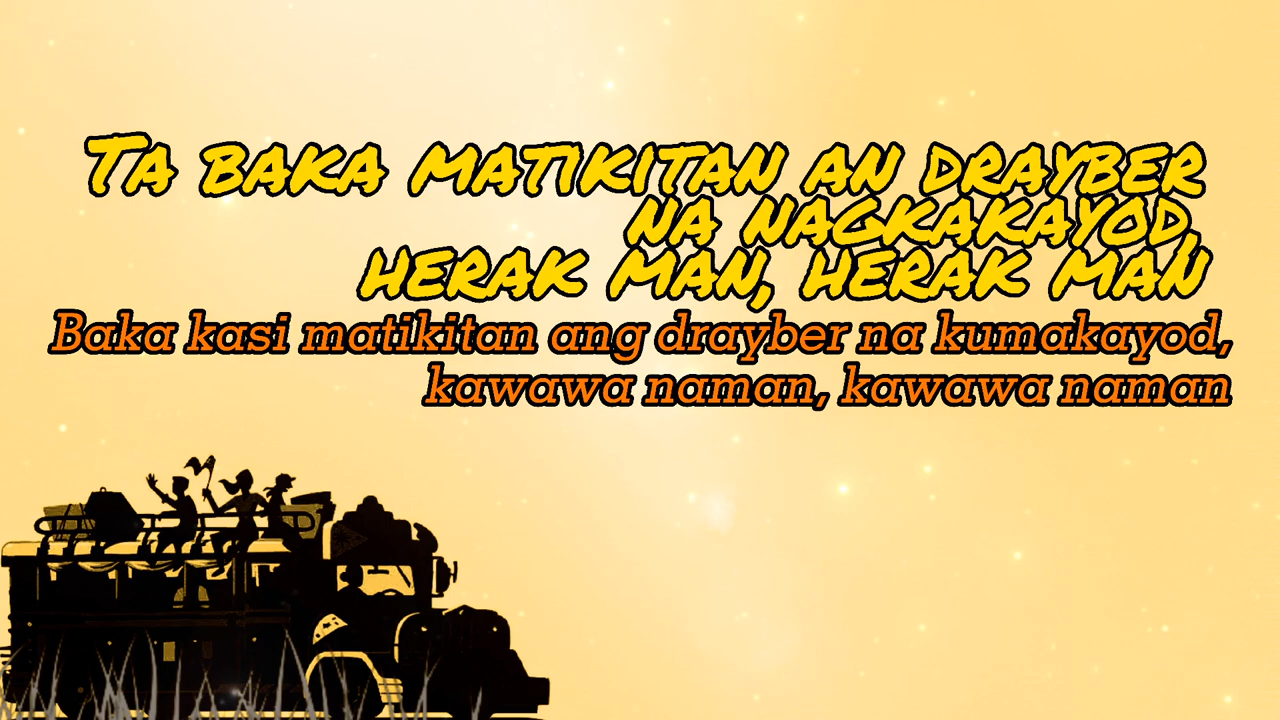 Ta baka matikitan an drayber
na nagkakayod,
herak man, herak man
Baka kasi matikitan ang drayber na kumakayod,
kawawa naman, kawawa naman